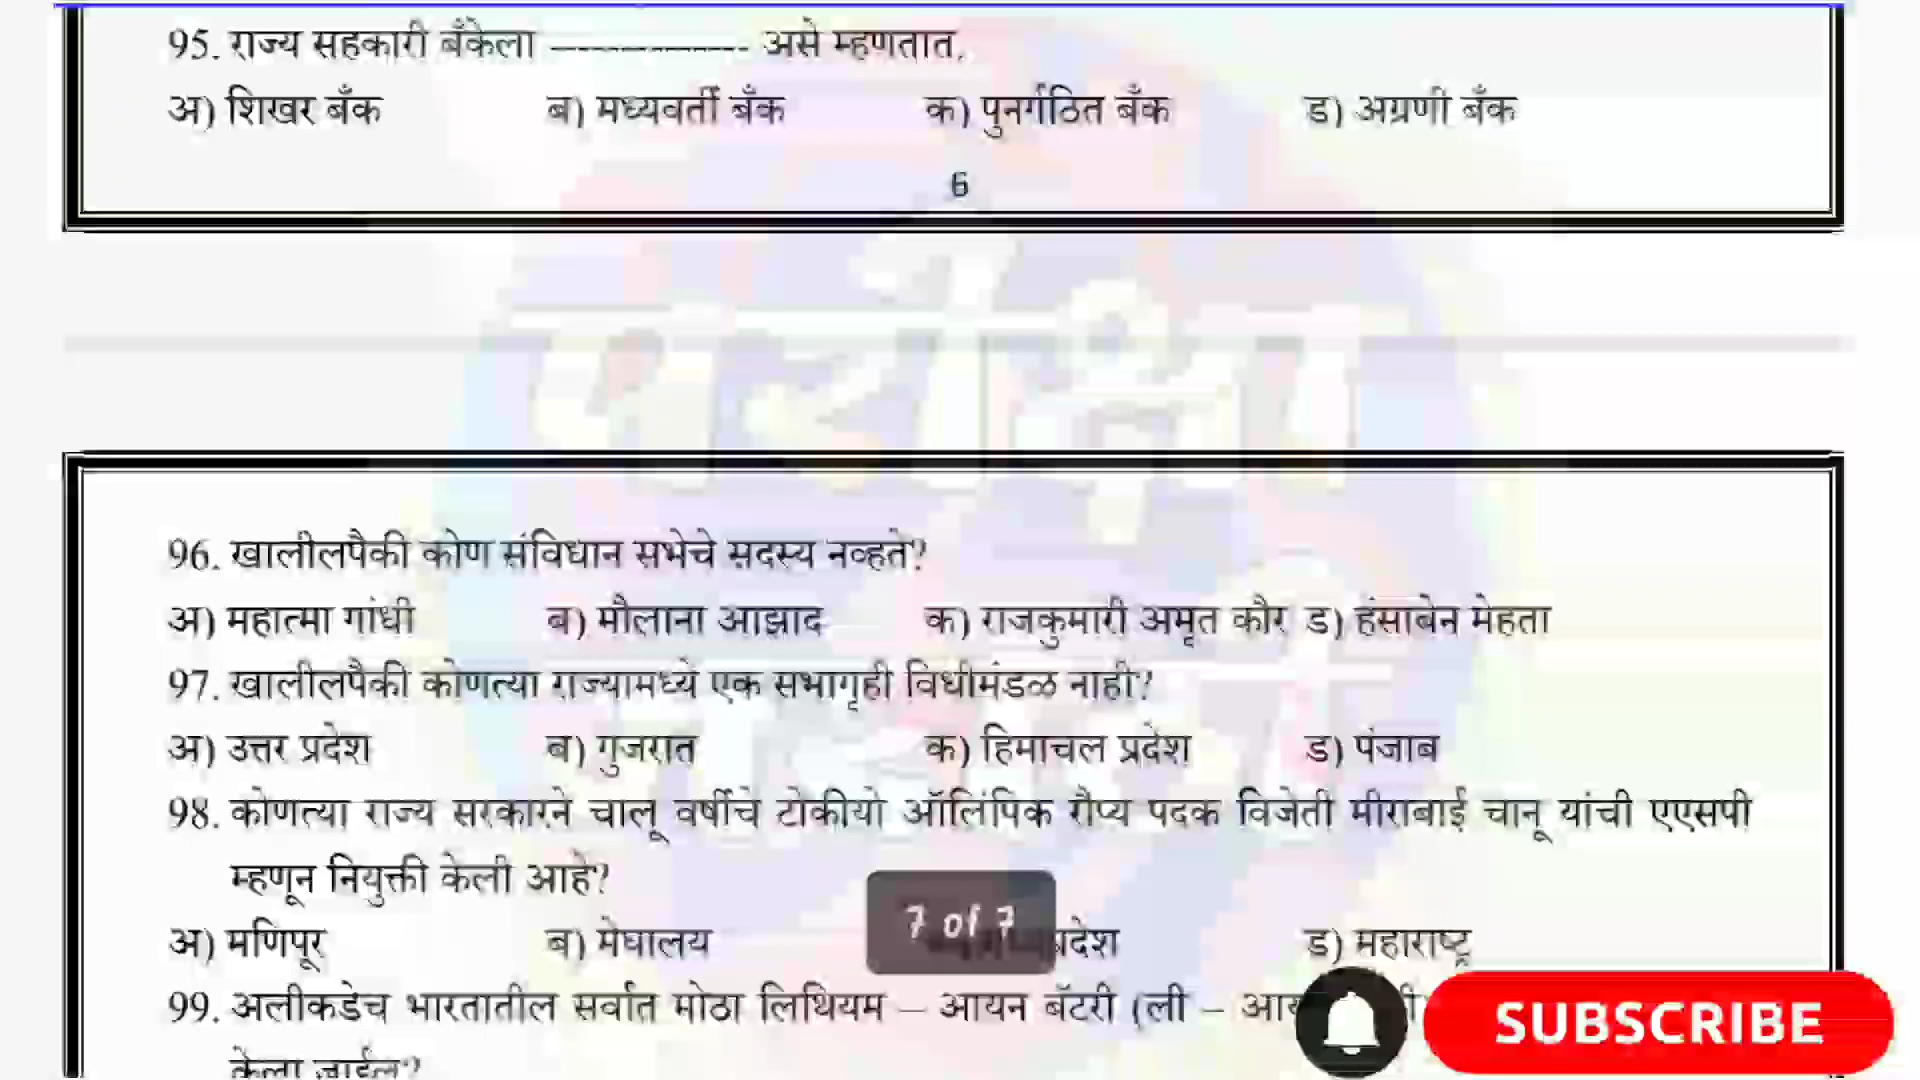 95. राज्य सहकारी बँकेला -------------- असे म्हणतात.
अ) शिखर बँक ब) मध्यवर्ती बँक क) पुनर्गठित बँक ड) अग्रणी बँक
6
परीक्षा
96. खालीलपैकी कोण संविधान सभेचे सदस्य नव्हते?
अ) महात्मा गांधी ब) मौलाना आझाद क) राजकुमारी अमृत कौर ड) हंसाबेन मेहता
97. खालीलपैकी कोणत्या राज्यामध्ये एक सभागृही विधीमंडळ नाही?
अ) उत्तर प्रदेश ब) गुजरात क) हिमाचल प्रदेश ड) पंजाब
98. कोणत्या राज्य सरकारने चालू वर्षीचे टोकीयो ऑलिंपिक रौप्य पदक विजेती मीराबाई चानू यांची एएसपी
म्हणून नियुक्ती केली आहे?
अ) मणिपूर ब) मेघालय ड) महाराष्ट्र
7 of 7
99. अलीकडेच भारतातील सर्वात मोठा लिथियम – आयन बॅटरी (ली –
केला जाईल?
SUBSCRIBE